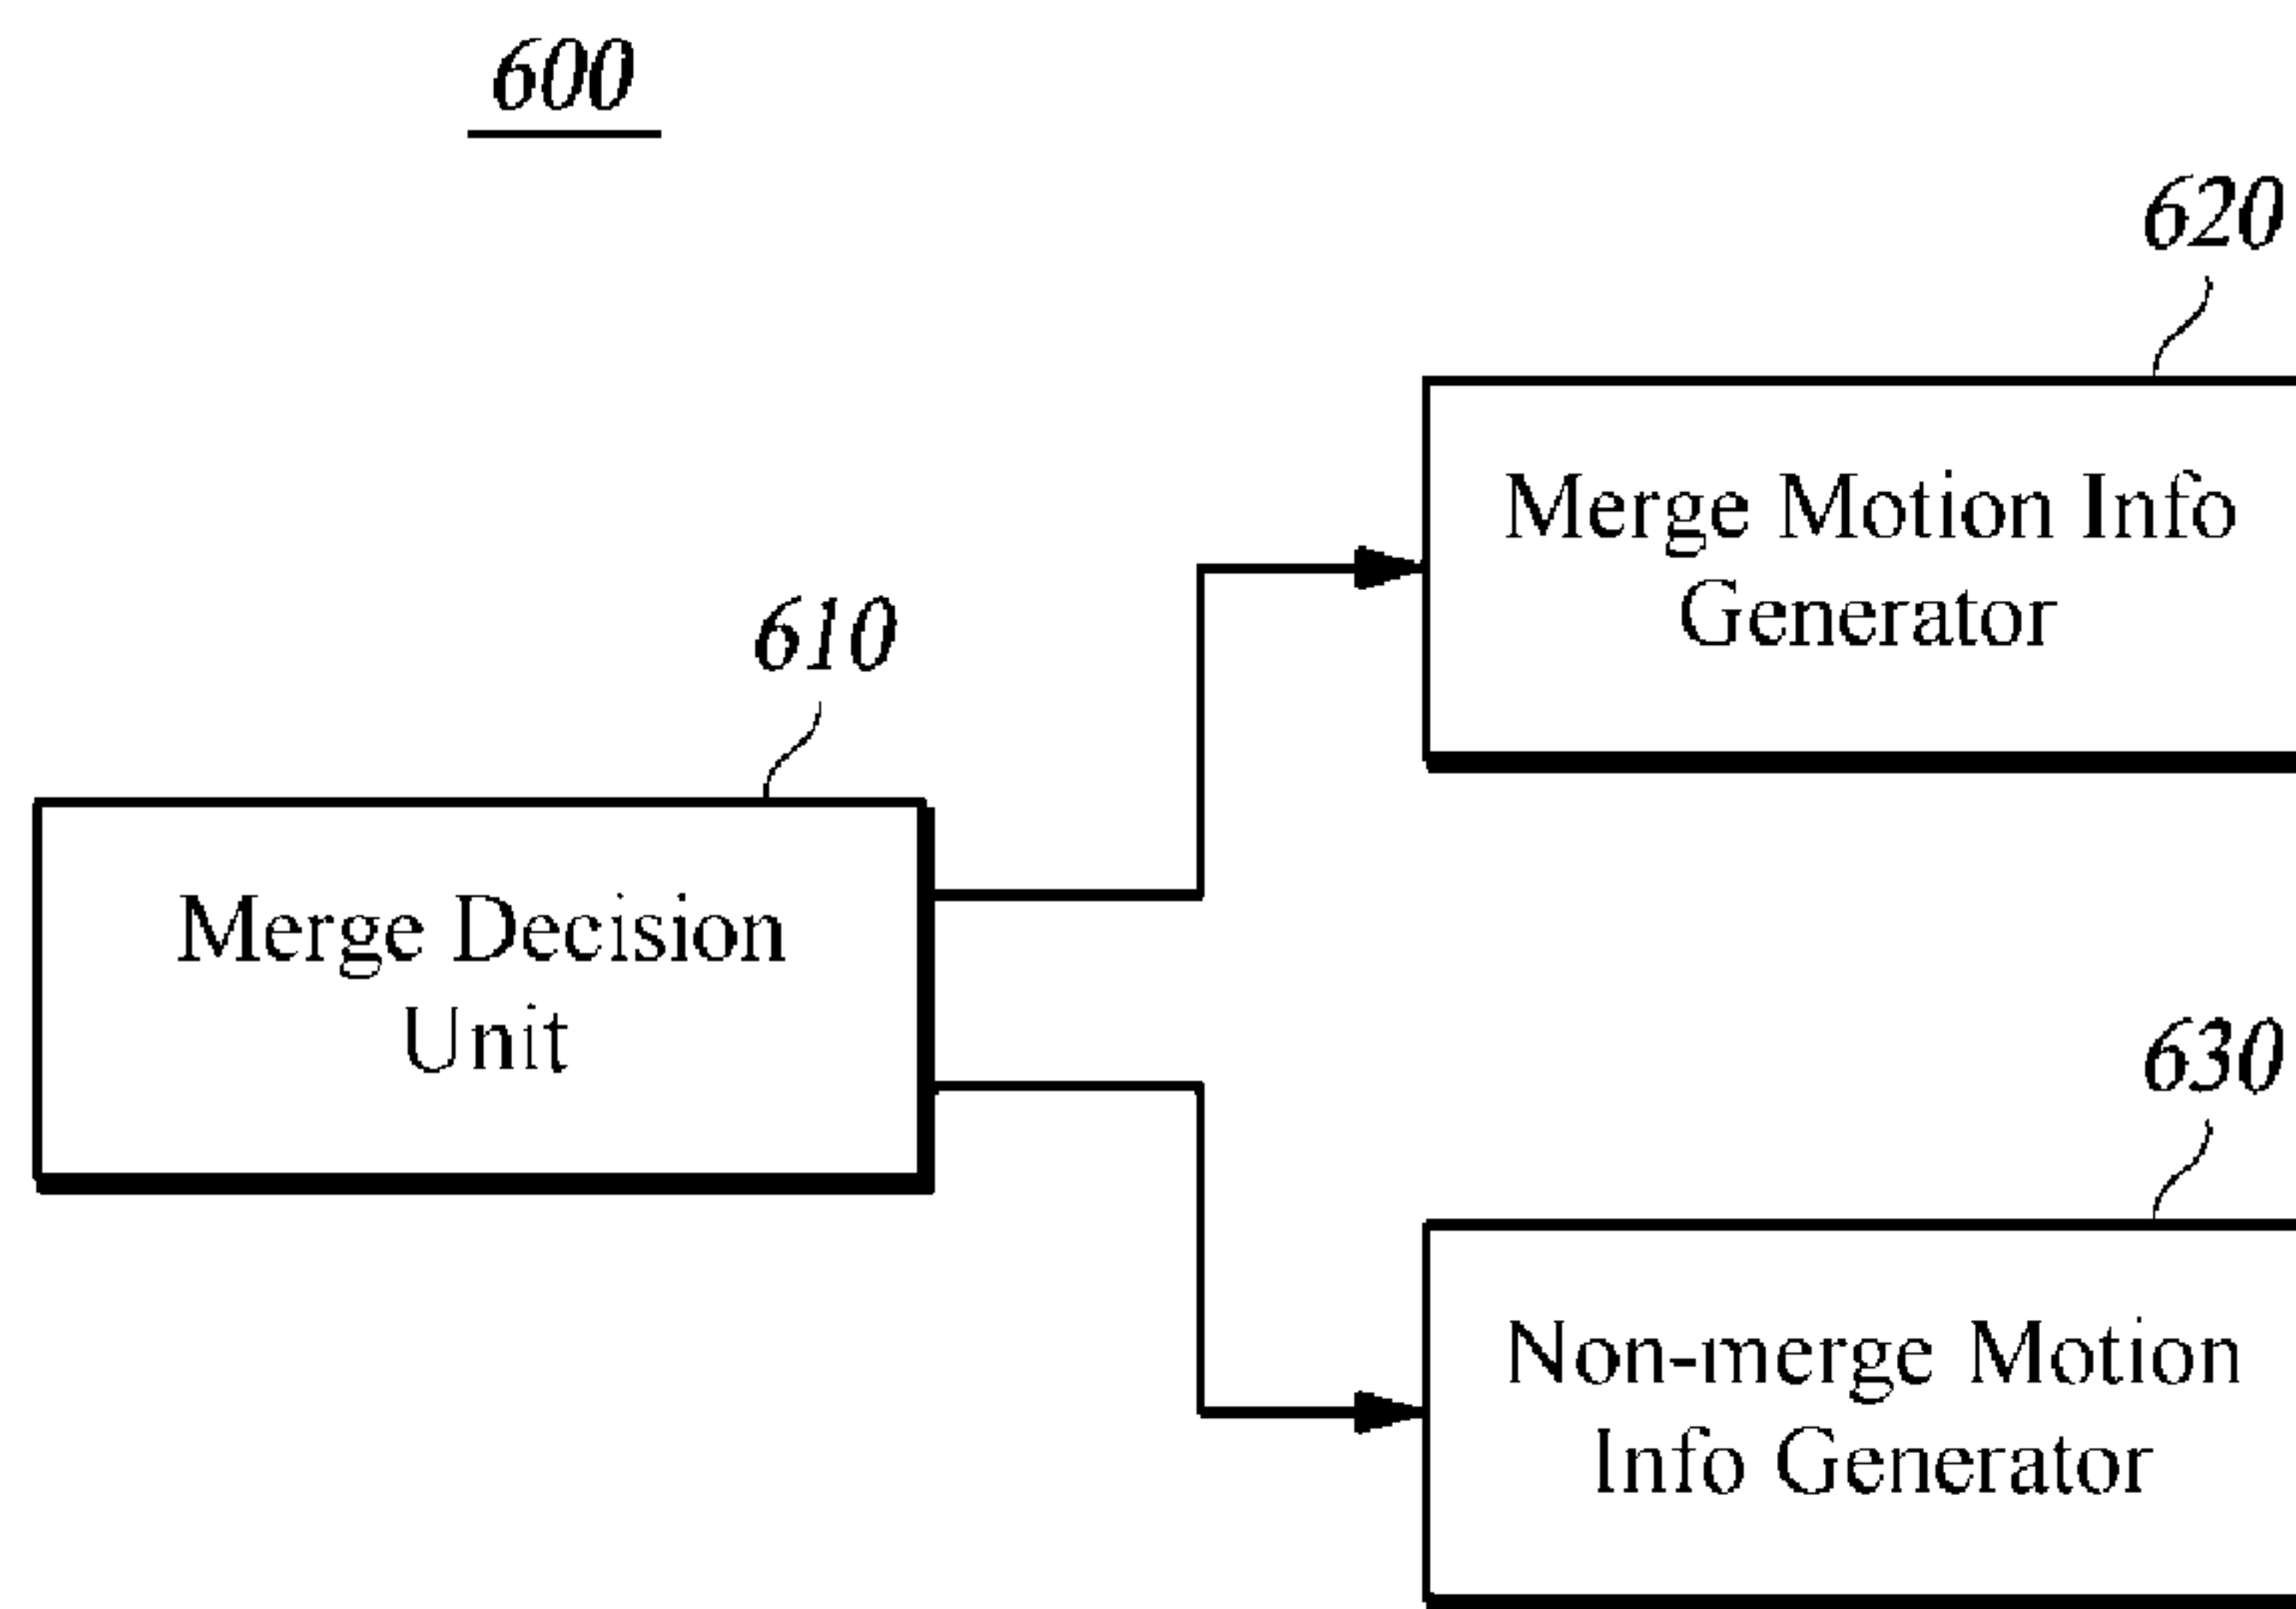 600
620
Merge Motion Info
Generator
610
Merge Decision
Unit
630
Non-merge Motion
Info Generator